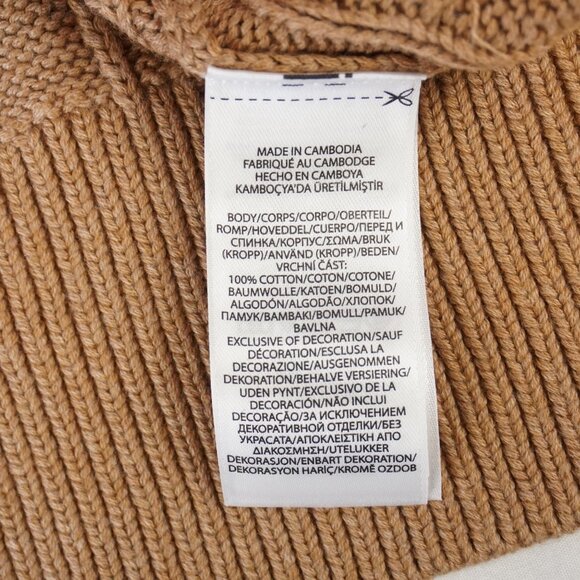 MADE IN CAMBODIA
FABRIQUÉ AU CAMBODGE
HECHO EN CAMBOYA
KAMBOÇYA'DA ÜRETİLMİŞTİR
BODY/CORPS/CORPO/OBERTEIL/
ROMP/HOVEDDEL/CUERPO/ПЕРЕД И
СПИНКА/КОРПУС/ΣΩΜΑ/BRUK
(KROPP)/ANVÄND (KROPP)/BEDEN/
VRCHNÍ ČÁST:
100% COTTON/COTON/COTONE/
BAUMWOLLE/KATOEN/BOMULD/
ALGODÓN/ALGODÃO/ХЛОПОК/
ПАМУК/BAMBAKI/BOMULL/PAMUK/
BAVLNA
EXCLUSIVE OF DECORATION/SAUF
DÉCORATION/ESCLUSA LA
DECORAZIONE/AUSGENOMMEN
DEKORATION/BEHALVE VERSIERING/
UDEN PYNT/EXCLUSIVO DE LA
DECORACIÓN/NÃO INCLUI
DECORAÇÃO/ЗА ИСКЛЮЧЕНИЕМ
ДЕКОРАТИВНОЙ ОТДЕЛКИ/БЕЗ
УКРАСАТА/ΑΠΟΚΛΕΙΣΤΙΚΗ ΑΠΟ
ΔΙΑΚΟΣΜΗΣΗ/UTELUKKER
DEKORASJON/ENBART DEKORATION/
DEKORASYON HARİÇ/KROMĚ OZDOB